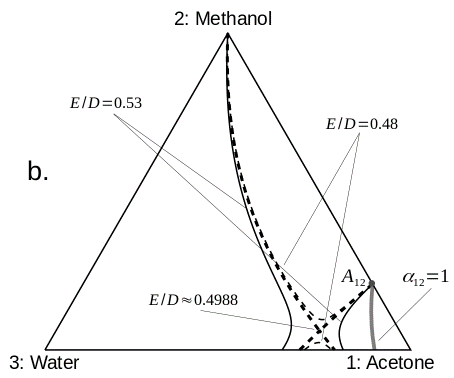 2: Methanol
E/D=0.53
E/D=0.48
b.
A₁₂
α₁₂=1
E/D≈0.4988
3: Water
1: Acetone